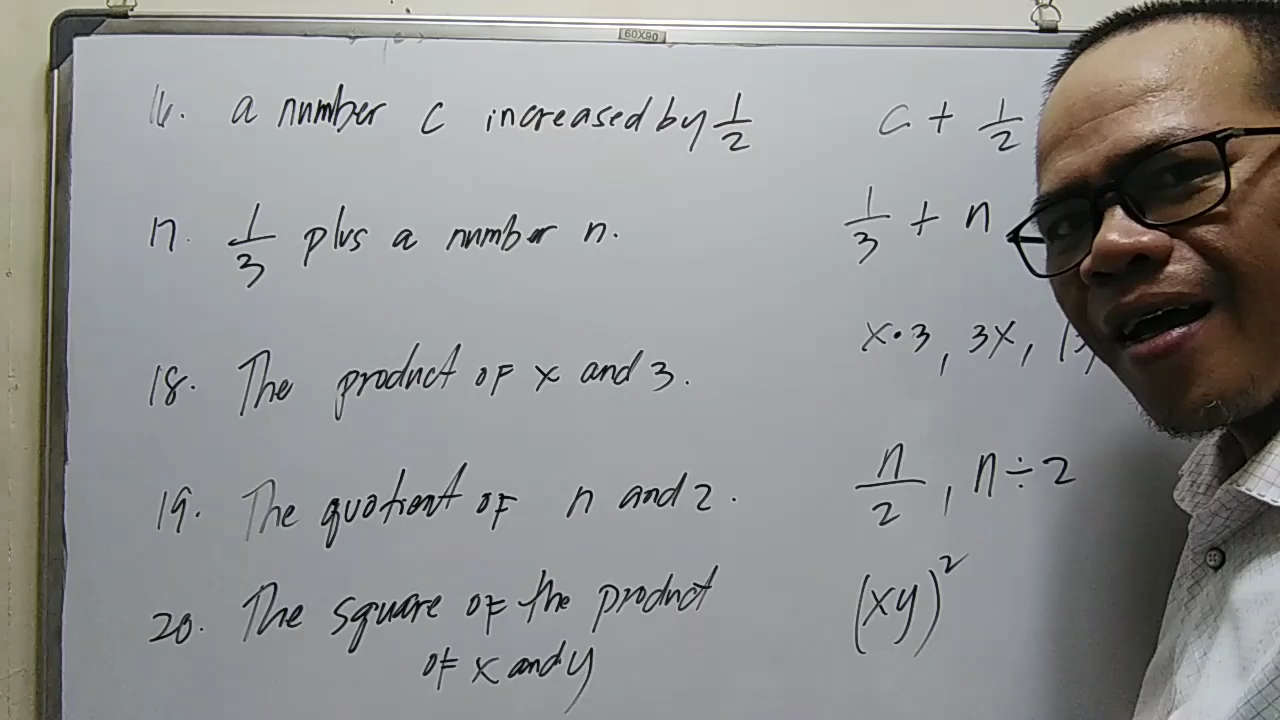 60X90
16. a number c increased by 1/2 c + 1/2
17. 1/3 plus a number n. 1/3 + n
18. The product of x and 3. x·3, 3x,
19. The quotient of n and 2. n/2, n÷2
20. The square of the product (xy)²
of x and y